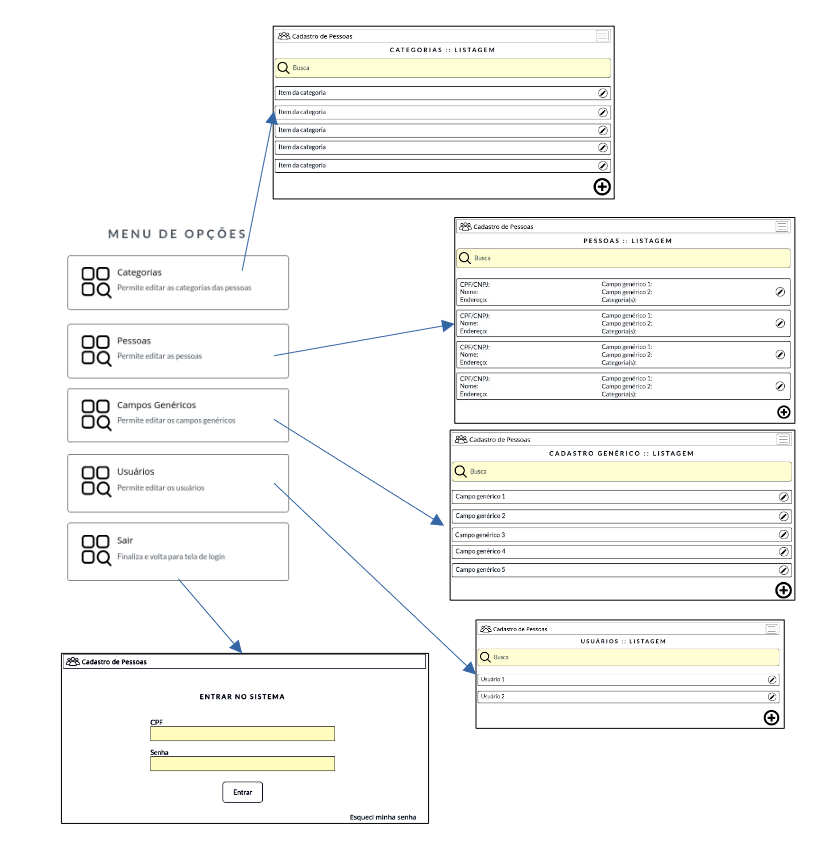 Cadastro de Pessoas
CATEGORIAS :: LISTAGEM
Busca
Item da categoria
Item da categoria
Item da categoria
Item da categoria
Item da categoria
MENU DE OPÇÕES
Categorias
Permite editar as categorias das pessoas
Pessoas
Permite editar as pessoas
Campos Genéricos
Permite editar os campos genéricos
Usuários
Permite editar os usuários
Sair
Finaliza e volta para tela de login
Cadastro de Pessoas
PESSOAS :: LISTAGEM
Busca
CPF/CNPJ: Campo genérico 1:
Nome: Campo genérico 2:
Endereço: Categoria(s):
CPF/CNPJ: Campo genérico 1:
Nome: Campo genérico 2:
Endereço: Categoria(s):
CPF/CNPJ: Campo genérico 1:
Nome: Campo genérico 2:
Endereço: Categoria(s):
CPF/CNPJ: Campo genérico 1:
Nome: Campo genérico 2:
Endereço: Categoria(s):
Cadastro de Pessoas
CADASTRO GENÉRICO :: LISTAGEM
Busca
Campo genérico 1
Campo genérico 2
Campo genérico 3
Campo genérico 4
Campo genérico 5
Cadastro de Pessoas
USUÁRIOS :: LISTAGEM
Busca
Usuário 1
Usuário 2
Cadastro de Pessoas
ENTRAR NO SISTEMA
CPF
Senha
Entrar
Esqueci minha senha